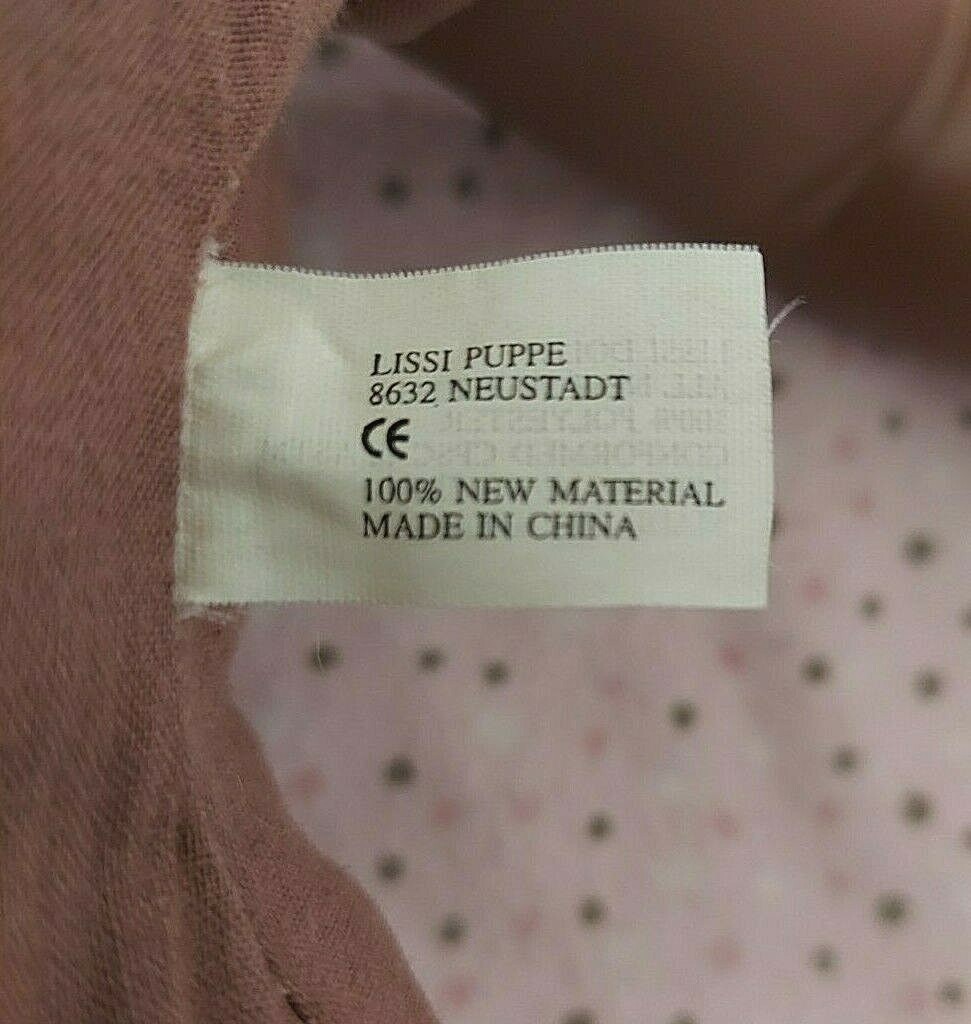 LISSI PUPPE
8632 NEUSTADT
CE
100% NEW MATERIAL
MADE IN CHINA